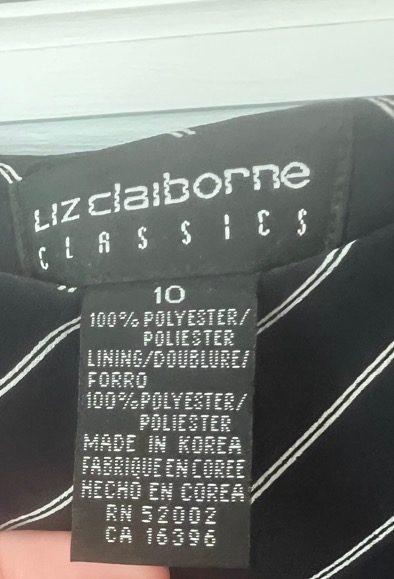 Liz claiborne
CLASSICS
10
100% POLYESTER/
POLIESTER
LINING/DOUBLURE/
FORRO
100% POLYESTER/
POLIESTER
MADE IN KOREA
FABRIQUE EN COREE
HECHO EN COREA
RN 52002
CA 16396